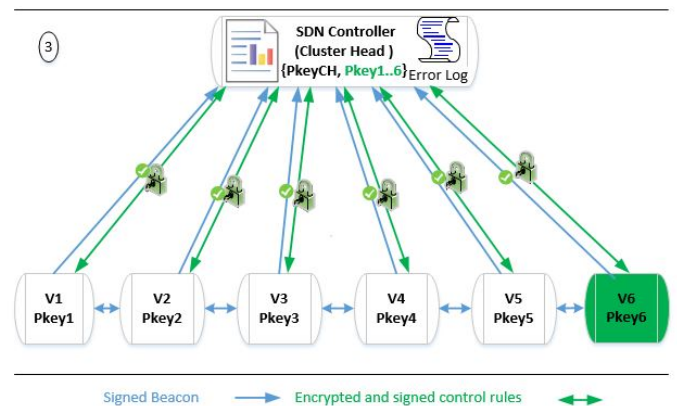 3
SDN Controller
(Cluster Head )
{PkeyCH, Pkey1..6}
Error Log
V1
Pkey1
V2
Pkey2
V3
Pkey3
V4
Pkey4
V5
Pkey5
V6
Pkey6
Signed Beacon
Encrypted and signed control rules